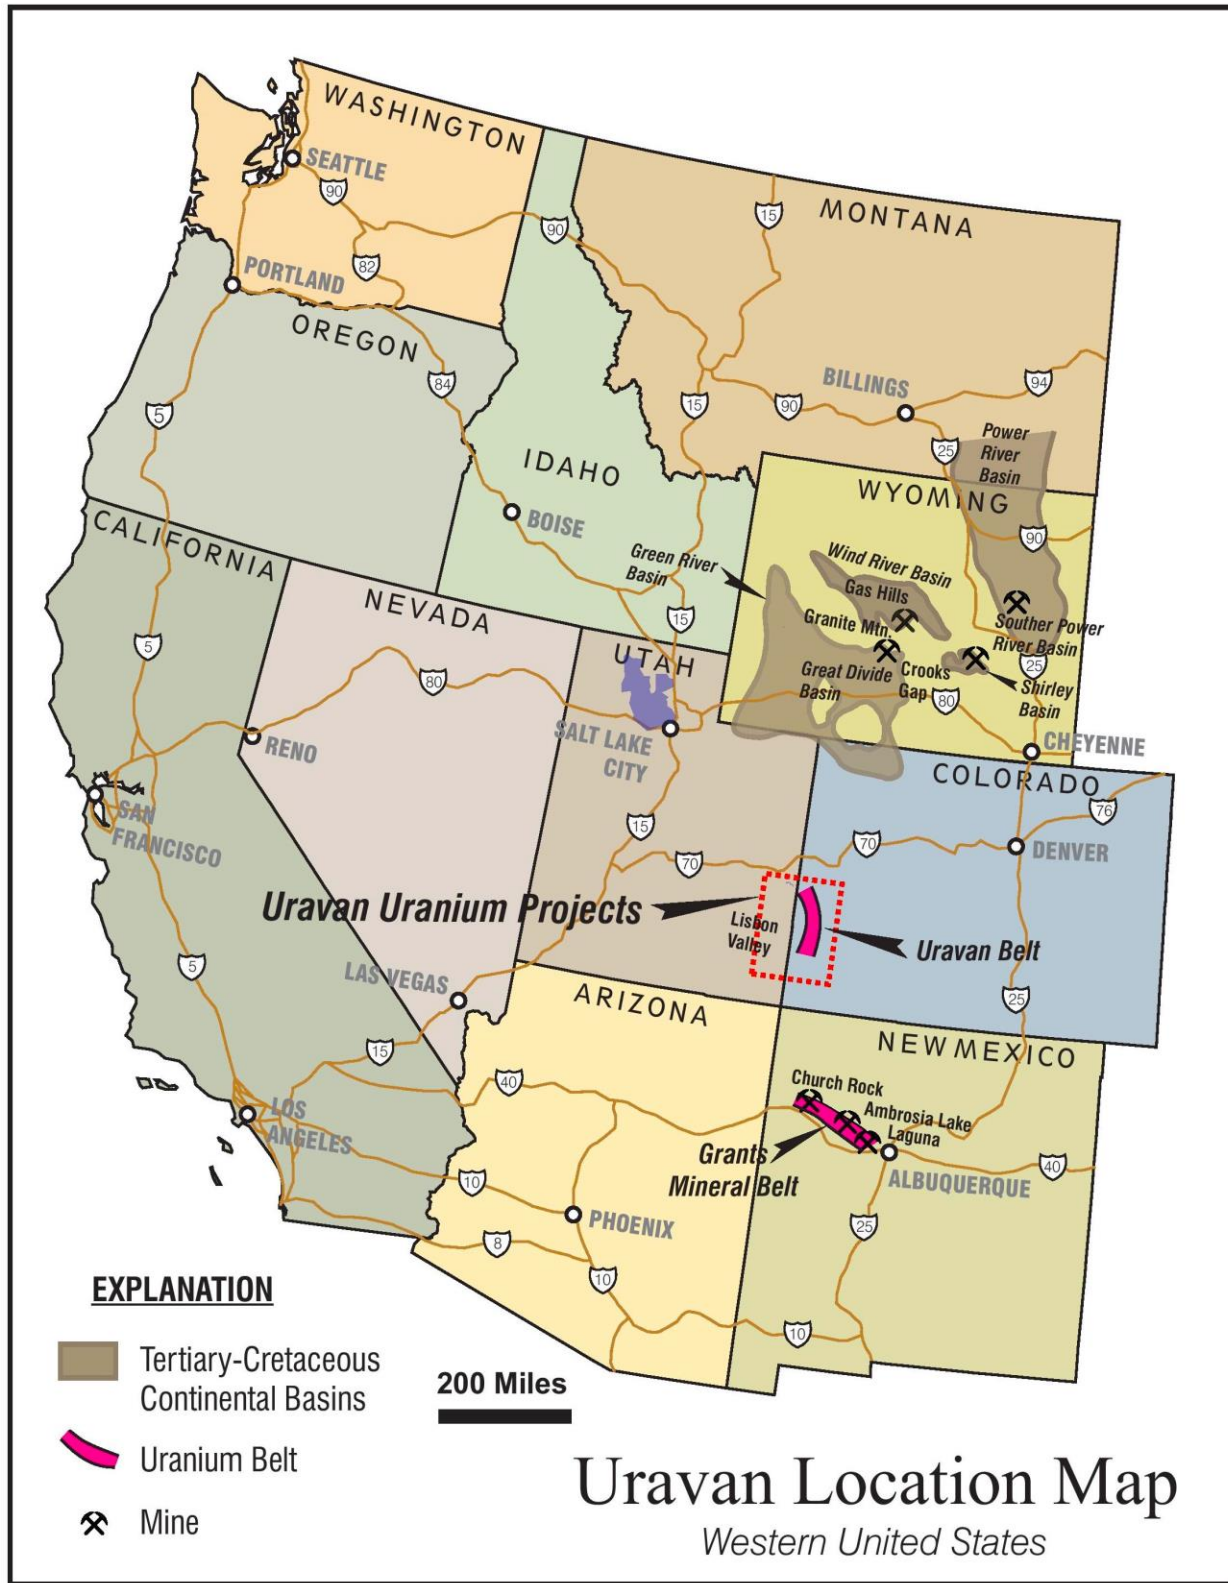 WASHINGTON
SEATTLE
90
82
90
15
MONTANA
PORTLAND
OREGON
84
5
15
90
BILLINGS
94
25
Power
River
Basin
IDAHO
BOISE
WYOMING
90
CALIFORNIA
Green River
Basin
Wind River Basin
Gas Hills
Granite Mtn.
Souther Power
River Basin
Great Divide
Basin
Crooks
Gap
25
Shirley
Basin
80
CHEYENNE
NEVADA
15
UTAH
5
80
RENO
SALT LAKE
CITY
COLORADO
76
SAN
FRANCISCO
15
70
70
DENVER
Uravan Uranium Projects
Lisbon
Valley
Uravan Belt
5
LAS VEGAS
ARIZONA
25
15
40
NEW MEXICO
Church Rock
Ambrosia Lake
Laguna
LOS
ANGELES
Grants
Mineral Belt
40
ALBUQUERQUE
10
PHOENIX
25
8
10
10
EXPLANATION
Tertiary-Cretaceous
Continental Basins
Uranium Belt
Mine
200 Miles
Uravan Location Map
Western United States